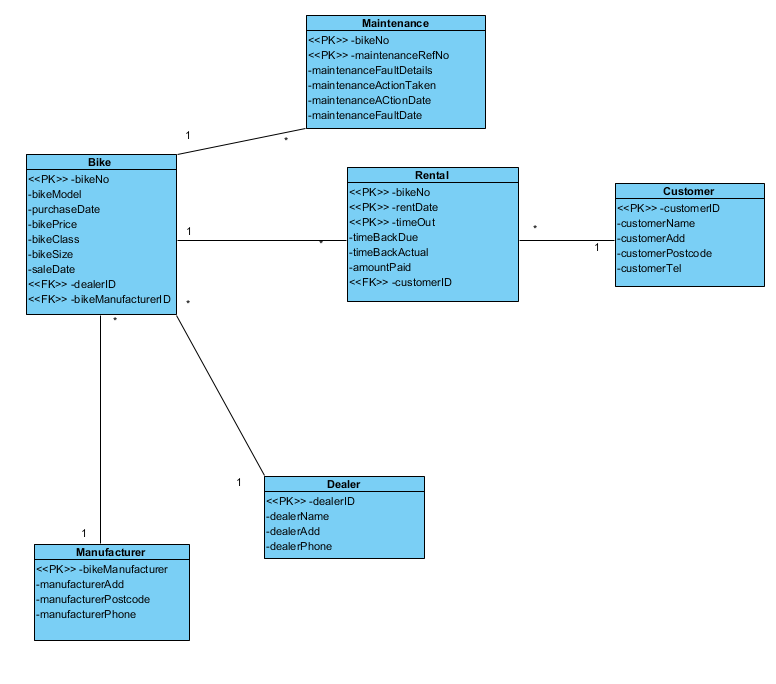 Maintenance
<<PK>> -bikeNo
<<PK>> -maintenanceRefNo
-maintenanceFaultDetails
-maintenanceActionTaken
-maintenanceACtionDate
-maintenanceFaultDate
1
*
Bike
<<PK>> -bikeNo
-bikeModel
-purchaseDate
-bikePrice
-bikeClass
-bikeSize
-saleDate
<<FK>> -dealerID
<<FK>> -bikeManufacturerID
1
*
Rental
<<PK>> -bikeNo
<<PK>> -rentDate
<<PK>> -timeOut
-timeBackDue
-timeBackActual
-amountPaid
<<FK>> -customerID
*
1
Customer
<<PK>> -customerID
-customerName
-customerAdd
-customerPostcode
-customerTel
*
*
1
1
Dealer
<<PK>> -dealerID
-dealerName
-dealerAdd
-dealerPhone
Manufacturer
<<PK>> -bikeManufacturer
-manufacturerAdd
-manufacturerPostcode
-manufacturerPhone